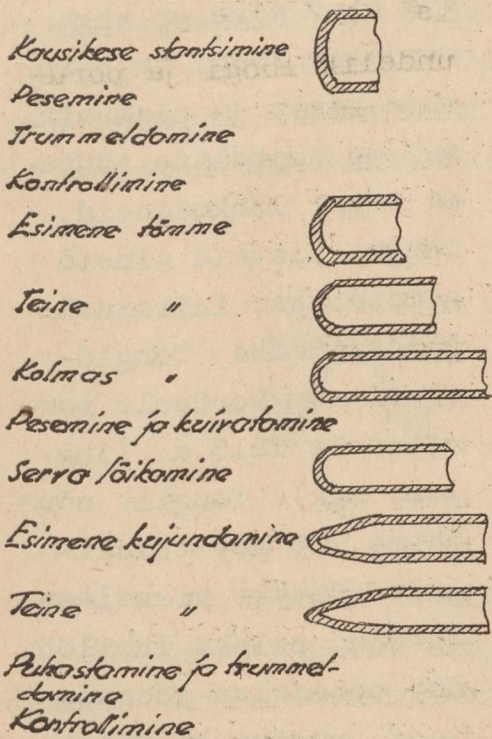 Kausikese stantsimine
Pesemine
Trummeldamine
Kontrollimine
Esimene tõmme
Teine "
Kolmas "
Pesemine ja kuivatamine
Serva lõikamine
Esimene kujundamine
Teine "
Puhastamine ja trummel-
damine
Kontrollimine